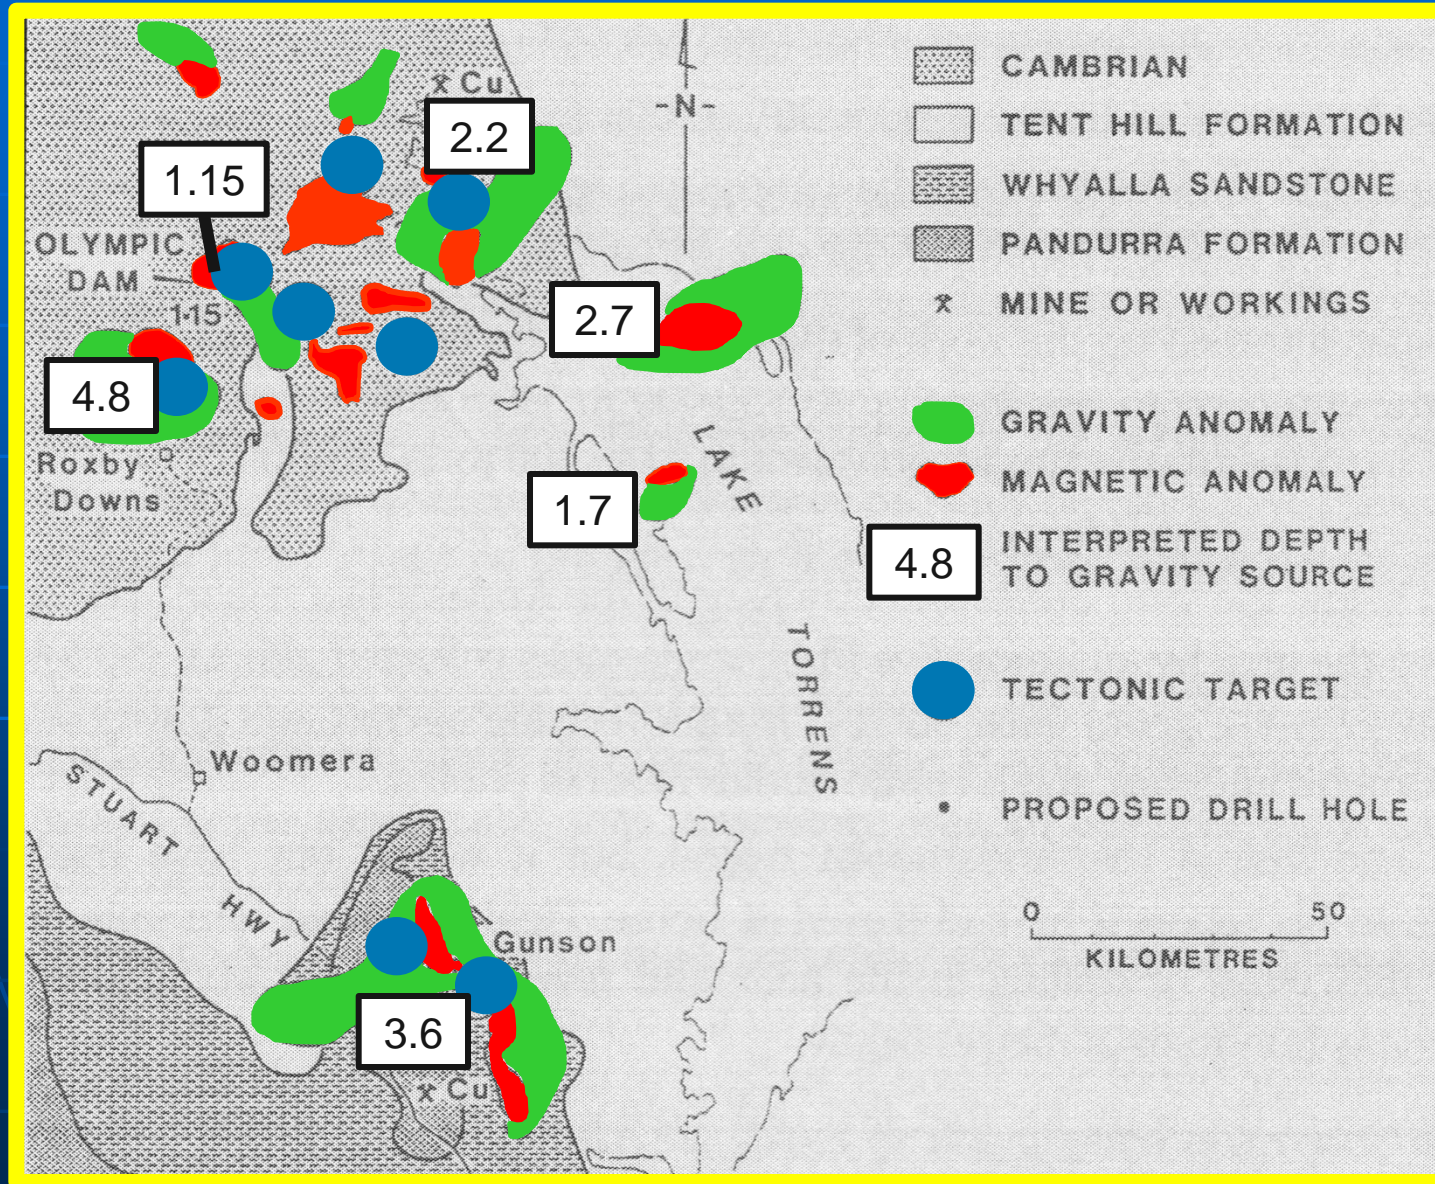 Cu
2.2
1.15
OLYMPIC
DAM
1·15
2.7
4.8
Roxby
Downs
1.7
LAKE
TORRENS
Woomera
STUART
HWY
Gunson
3.6
Cu
-N-
CAMBRIAN
TENT HILL FORMATION
WHYALLA SANDSTONE
PANDURRA FORMATION
MINE OR WORKINGS
GRAVITY ANOMALY
MAGNETIC ANOMALY
4.8
INTERPRETED DEPTH
TO GRAVITY SOURCE
TECTONIC TARGET
PROPOSED DRILL HOLE
0 50
KILOMETRES